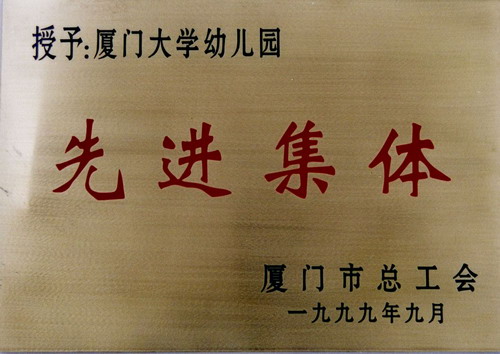 授予:厦门大学幼儿园
先进集体
厦门市总工会
一九九九年九月